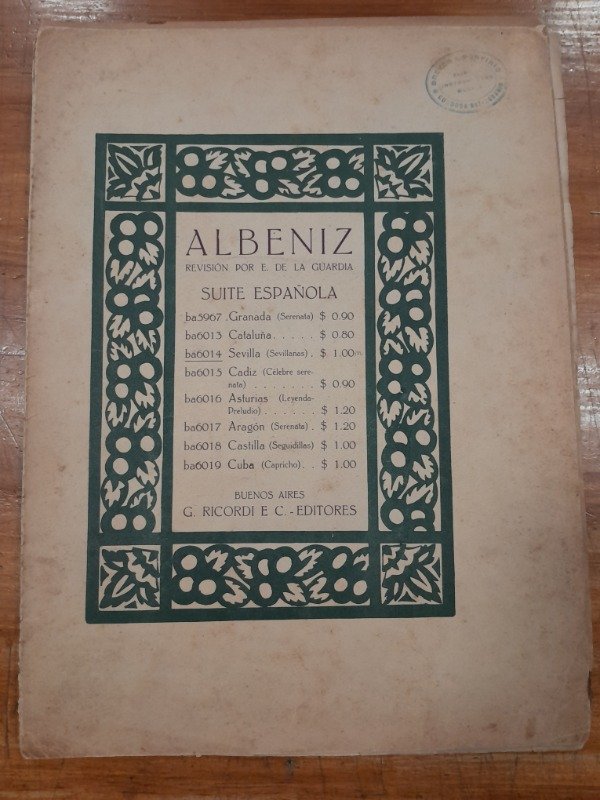 ALBENIZ
REVISIÓN POR E. DE LA GUARDIA
SUITE ESPAÑOLA
ba5967 . Granada (Serenata) $ 0.90
ba6013 Cataluña . . . . . $ 0.80
ba6014 Sevilla (Sevillanas) . $ 1.00
ba6015 Cadiz (Célebre sere-
nata) . . . . . . . . $ 0.90
ba6016 Asturias (Leyenda-
Preludio) . . . . . . $ 1.20
ba6017 Aragón (Serenata) . $ 1.20
ba6018 Castilla (Seguidillas) $ 1.00
ba6019 Cuba (Capricho) . . $ 1.00
BUENOS AIRES
G. RICORDI E C. - EDITORES